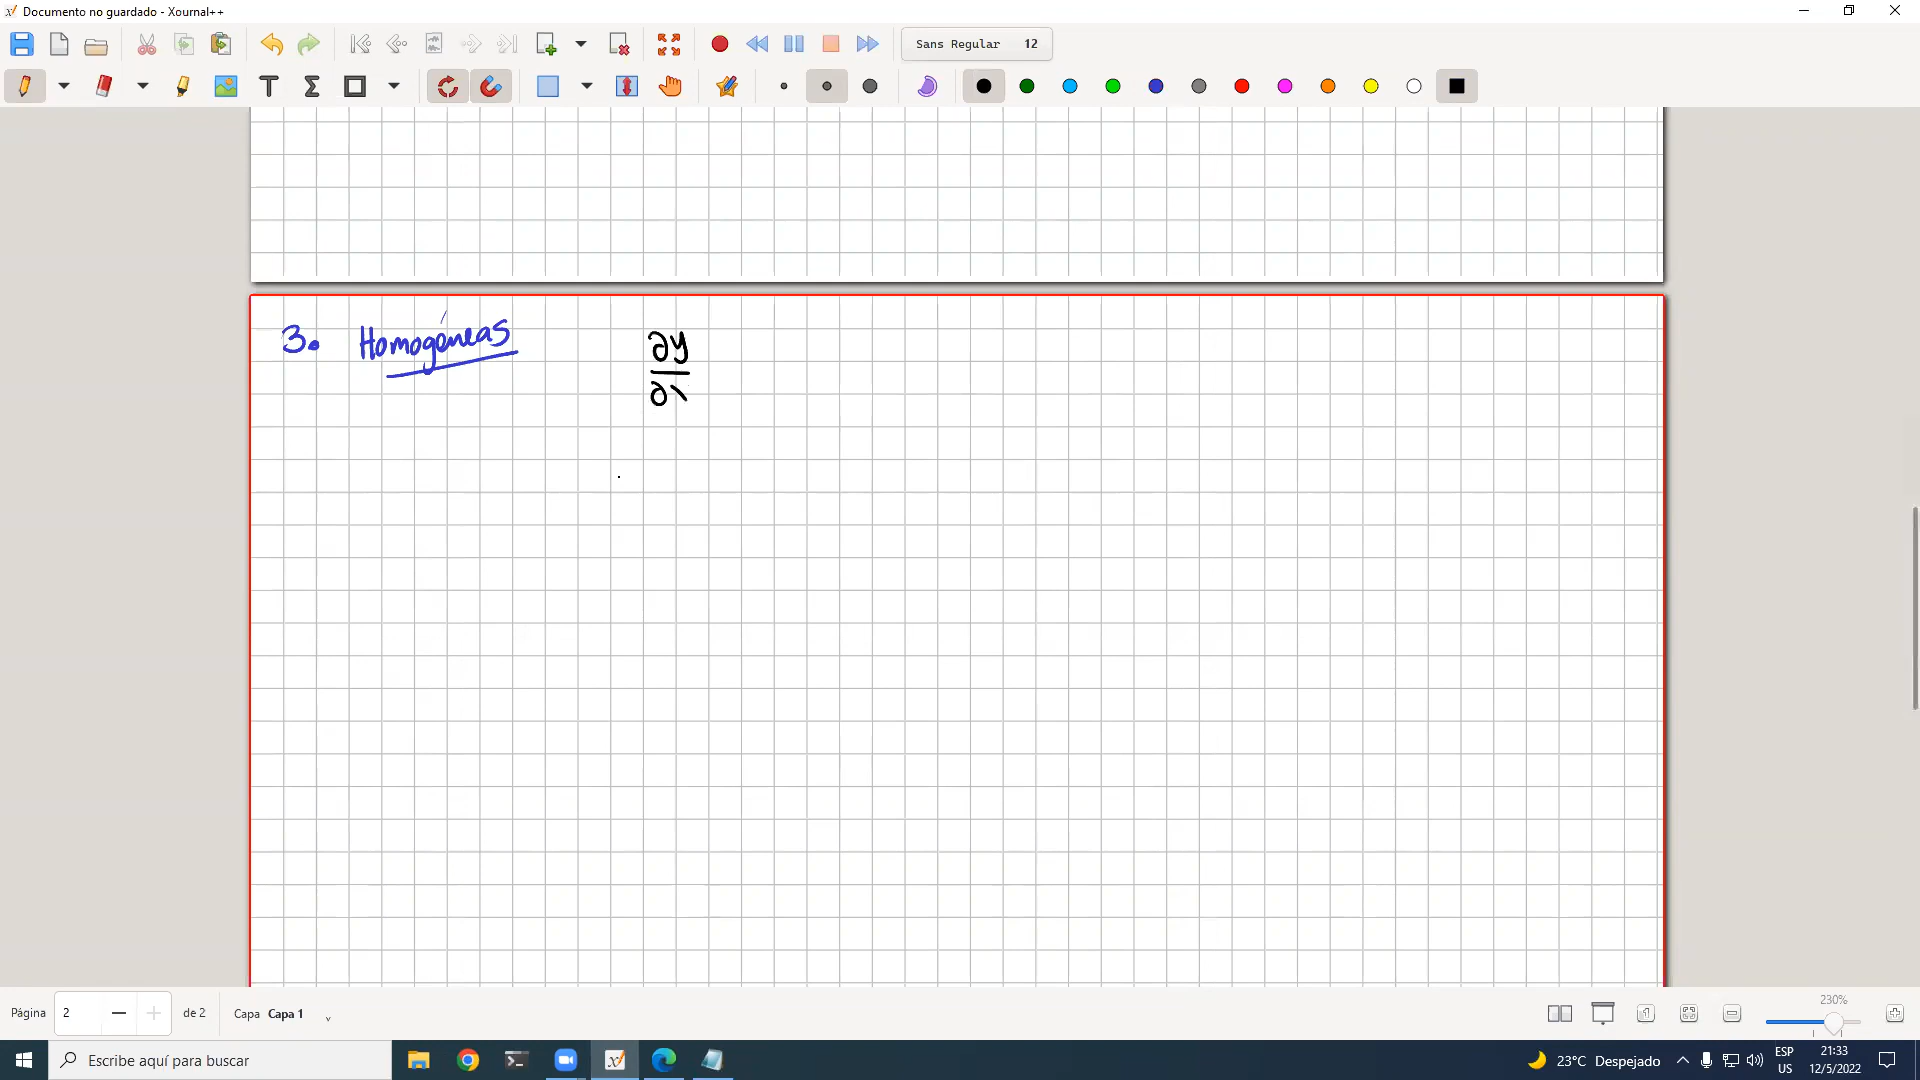 Documento no guardado - Xournal++
Sans Regular 12
3. Homogéneas
∂y
∂x
Página 2 de 2 Capa Capa 1
230%
Escribe aquí para buscar
23°C Despejado
ESP
US
21:33
12/5/2022